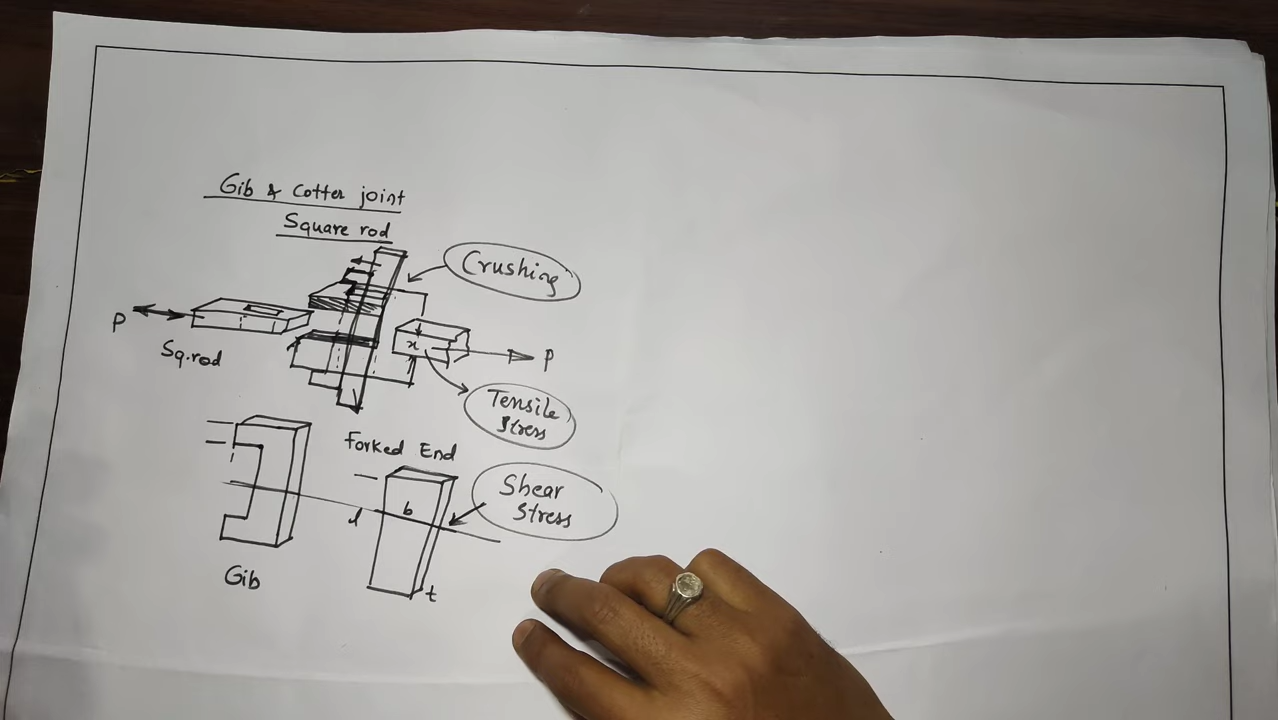 Gib & Cotter joint
Square rod
Crushing
P
x
P
Sq.rod
Tensile
Stress
Forked End
Shear
Stress
b
l
Gib
t